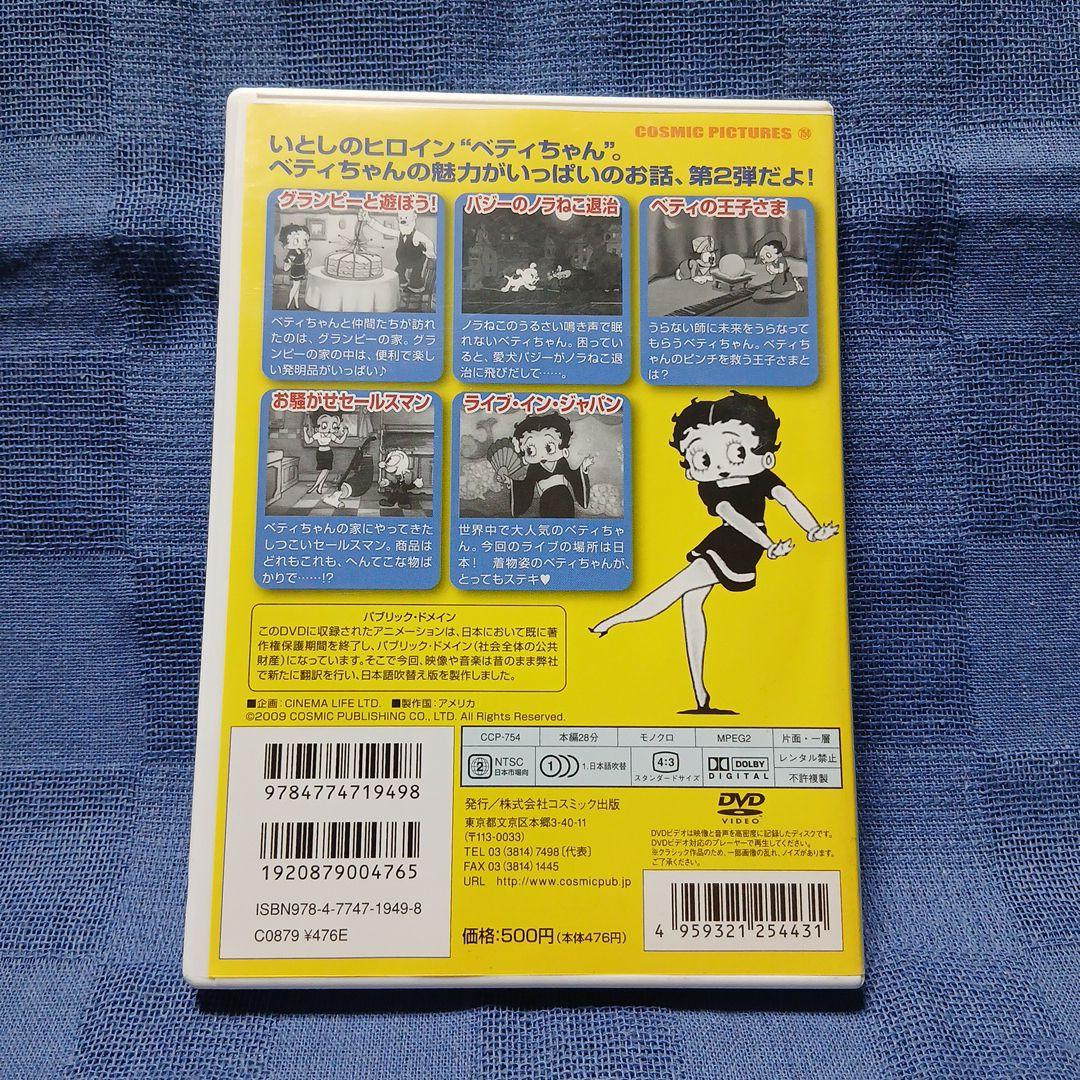 COSMIC PICTURES 754
いとしのヒロイン“ベティちゃん”。
ベティちゃんの魅力がいっぱいのお話、第2弾だよ!
グランピーと遊ぼう!
ベティちゃんと仲間たちが訪れ
たのは、グランピーの家。グラ
ンピーの家の中は、便利で楽し
い発明品がいっぱい♪
バジーのノラねこ退治
ノラねこのうるさい鳴き声で眠
れないベティちゃん。困ってい
ると、愛犬バジーがノラねこ退
治に飛びだして……。
ベティの王子さま
うらない師に未来をうらなって
もらうベティちゃん。ベティち
ゃんのピンチを救う王子さまと
は?
お騒がせセールスマン
ベティちゃんの家にやってきた
しつこいセールスマン。商品は
どれもこれも、へんてこな物ば
かりで……!?
ライブ・イン・ジャパン
世界中で大人気のベティちゃ
ん。今回のライブの場所は日
本! 着物姿のベティちゃんが、
とってもステキ♥
パブリック・ドメイン
このDVDに収録されたアニメーションは、日本において既に著
作権保護期間を終了し、パブリック・ドメイン(社会全体の公共
財産)になっています。そこで今回、映像や音楽は昔のまま弊社
で新たに翻訳を行い、日本語吹替え版を製作しました。
■企画:CINEMA LIFE LTD. ■製作国:アメリカ
©2009 COSMIC PUBLISHING CO., LTD. All Rights Reserved.
9784774719498
1920879004765
ISBN978-4-7747-1949-8
C0879 ¥476E
CCP-754 本編28分 モノクロ MPEG2 片面・一層
2 NTSC 日本市場向 1 1.日本語吹替 4:3 スタンダードサイズ DOLBY DIGITAL レンタル禁止 不許複製
発行/株式会社コスミック出版
東京都文京区本郷3-40-11
(〒113-0033)
TEL 03(3814)7498[代表]
FAX 03(3814)1445
URL http://www.cosmicpub.jp
価格:500円(本体476円)
DVD
VIDEO
DVDビデオは映像と音声を高密度に記録したディスクです。
DVDビデオ対応のプレーヤーで再生してください。
※クラシック作品のため、一部画像の乱れ、ノイズがあります。
ご了承ください。
4 959321 254431